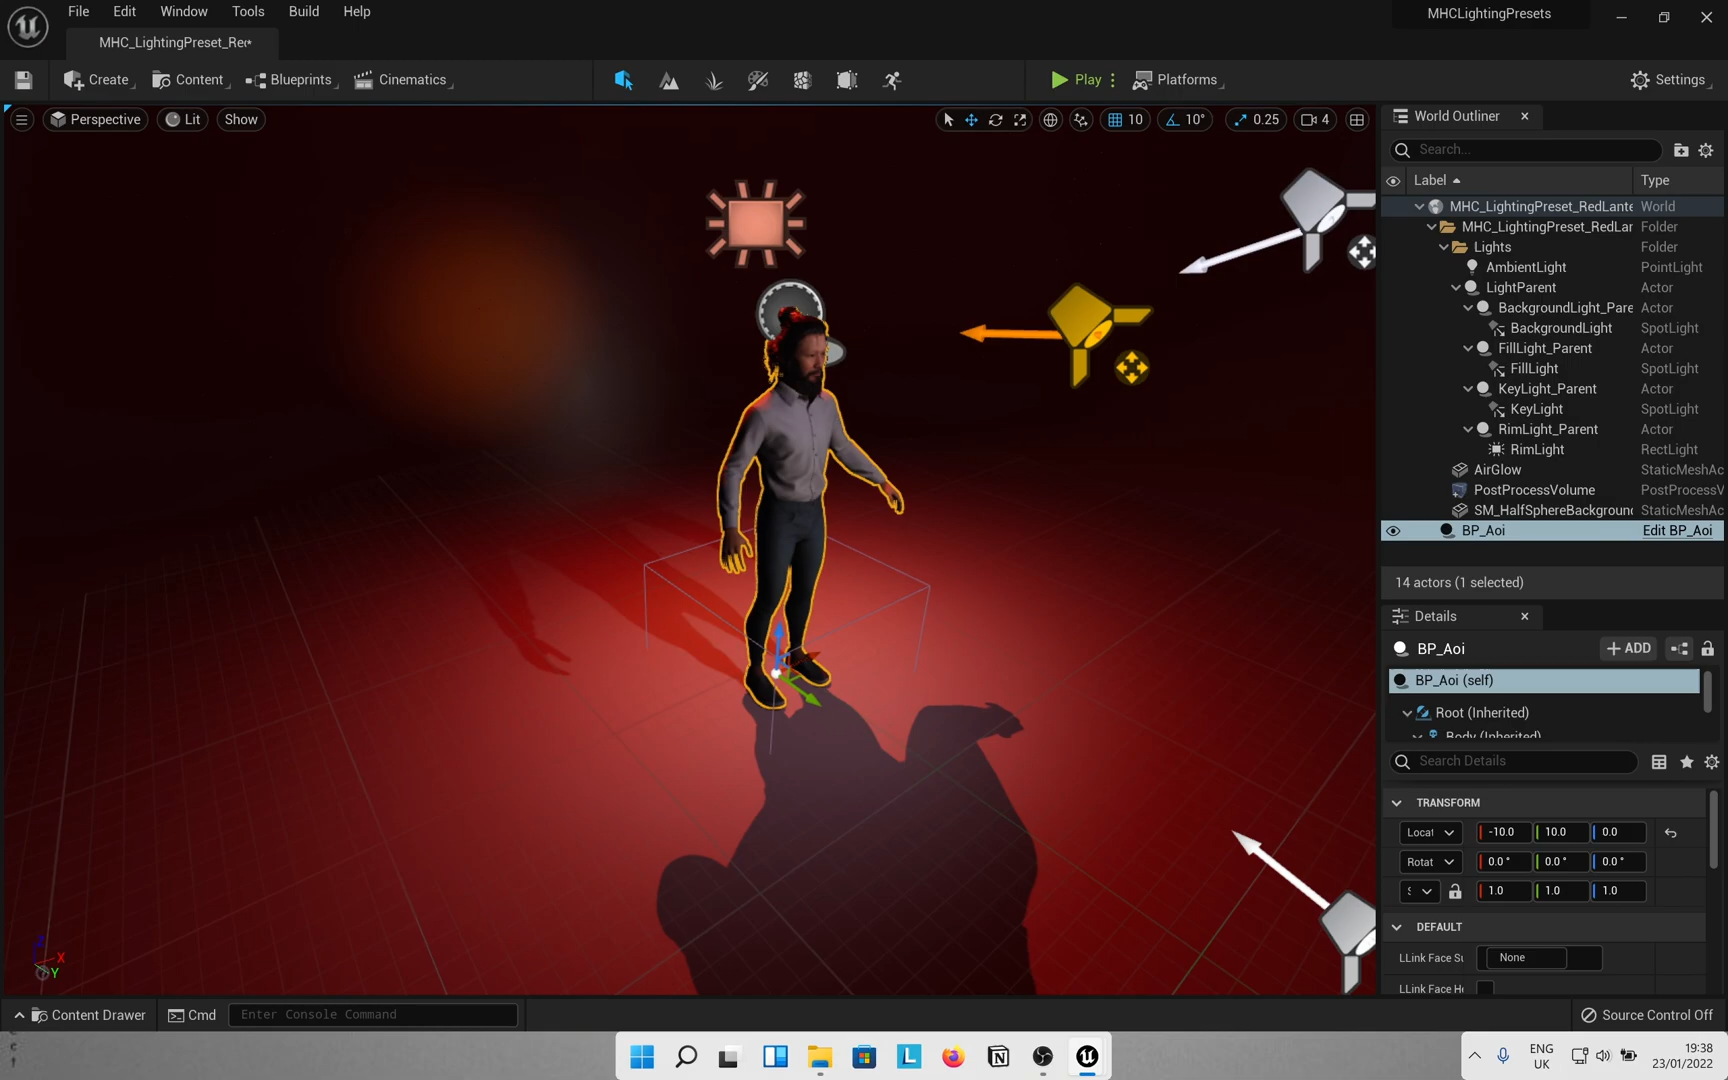 File Edit Window Tools Build Help
MHCLightingPresets
MHC_LightingPreset_Rec*
Create Content Blueprints Cinematics
Play Platforms
Settings
Perspective Lit Show
10 10° 0.25 4
World Outliner
Search...
Label Type
MHC_LightingPreset_RedLante World
MHC_LightingPreset_RedLar Folder
Lights Folder
AmbientLight PointLight
LightParent Actor
BackgroundLight_Pare Actor
BackgroundLight SpotLight
FillLight_Parent Actor
FillLight SpotLight
KeyLight_Parent Actor
KeyLight SpotLight
RimLight_Parent Actor
RimLight RectLight
AirGlow StaticMeshAc
PostProcessVolume PostProcessV
SM_HalfSphereBackground StaticMeshAc
BP_Aoi Edit BP_Aoi
14 actors (1 selected)
Details
BP_Aoi
+ ADD
BP_Aoi (self)
Root (Inherited)
Body (Inherited)
Search Details
TRANSFORM
Locat -10.0 10.0 0.0
Rotat 0.0° 0.0° 0.0°
1.0 1.0 1.0
DEFAULT
LLink Face Su None
LLink Face He
Z
X
Y
Content Drawer Cmd Enter Console Command
Source Control Off
ENG
UK
19:38
23/01/2022